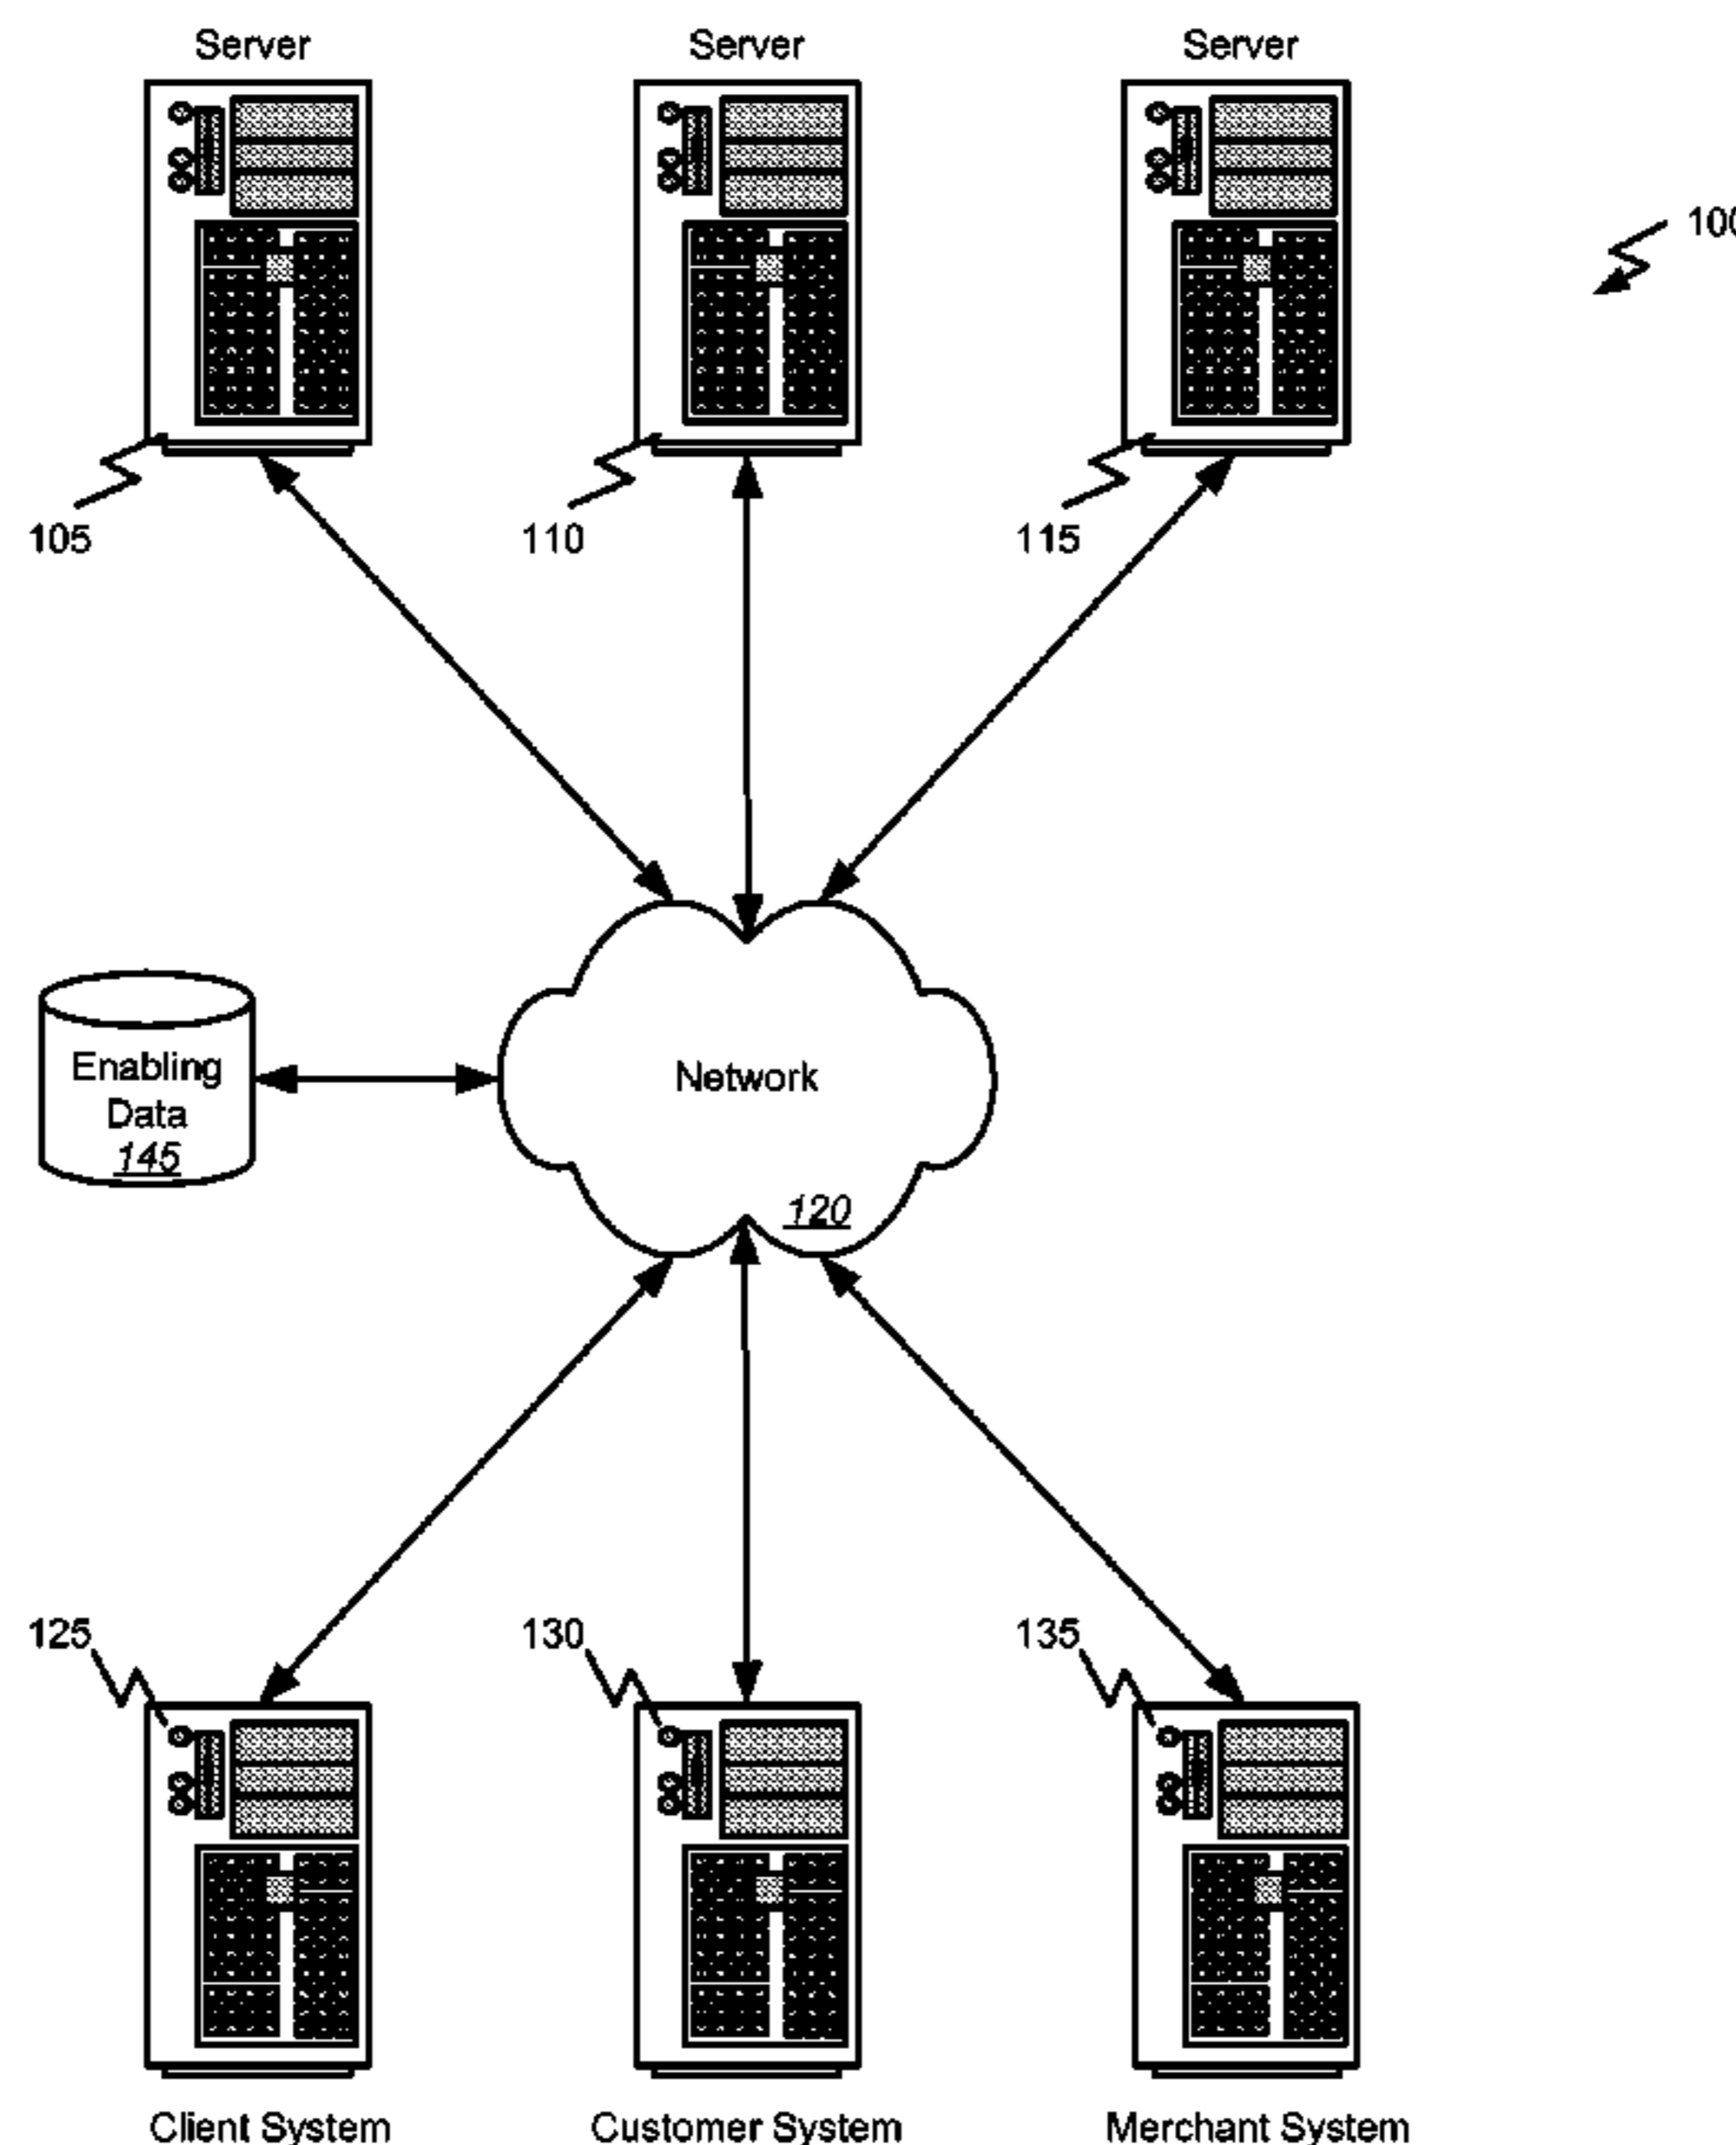 Server
Server
Server
100
105
110
115
Enabling
Data
145
Network
120
125
130
135
Client System
Customer System
Merchant System